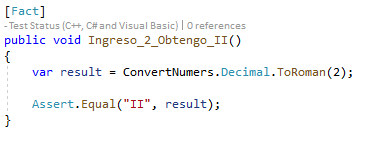 [Fact]
- Test Status (C++, C# and Visual Basic) | 0 references
public void Ingreso_2_Obtengo_II()
{
var result = ConvertNumers.Decimal.ToRoman(2);
Assert.Equal("II", result);
}